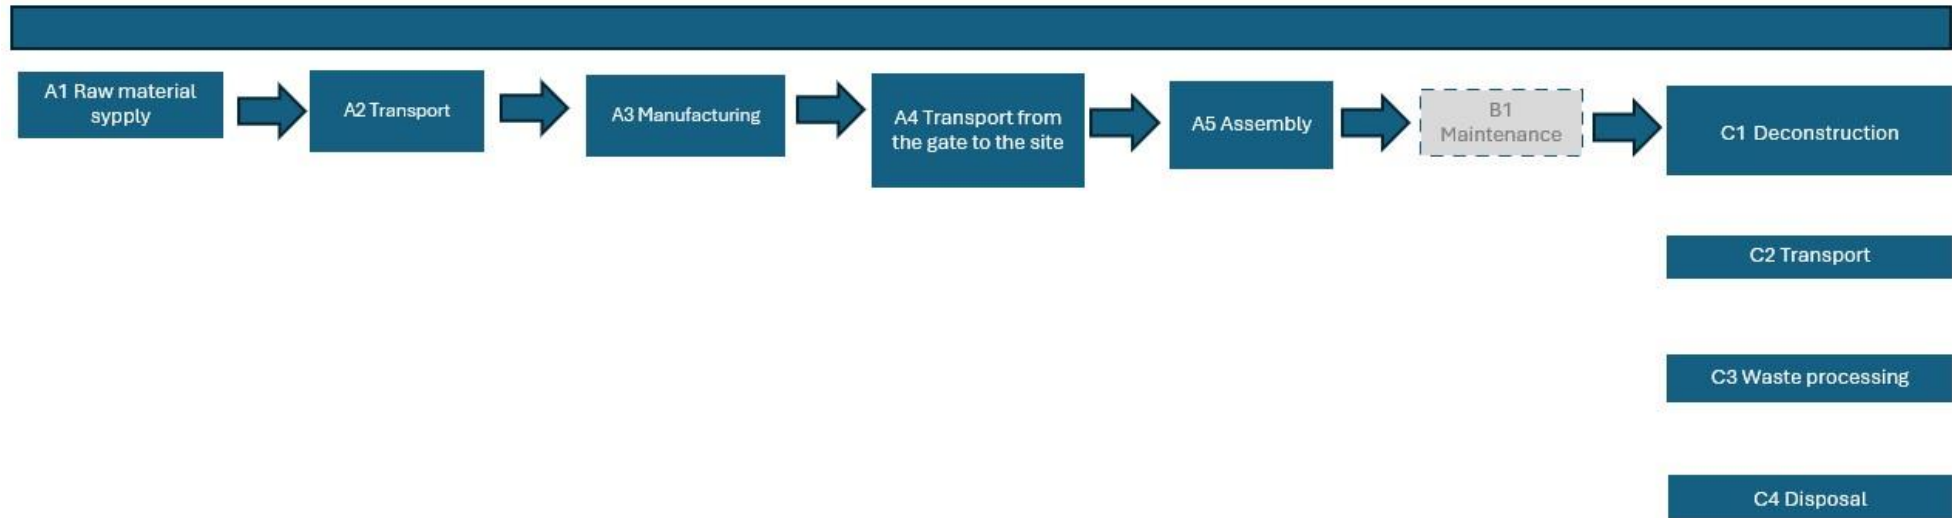 A1 Raw material
sypply
A2 Transport
A3 Manufacturing
A4 Transport from
the gate to the site
A5 Assembly
B1
Maintenance
C1 Deconstruction
C2 Transport
C3 Waste processing
C4 Disposal